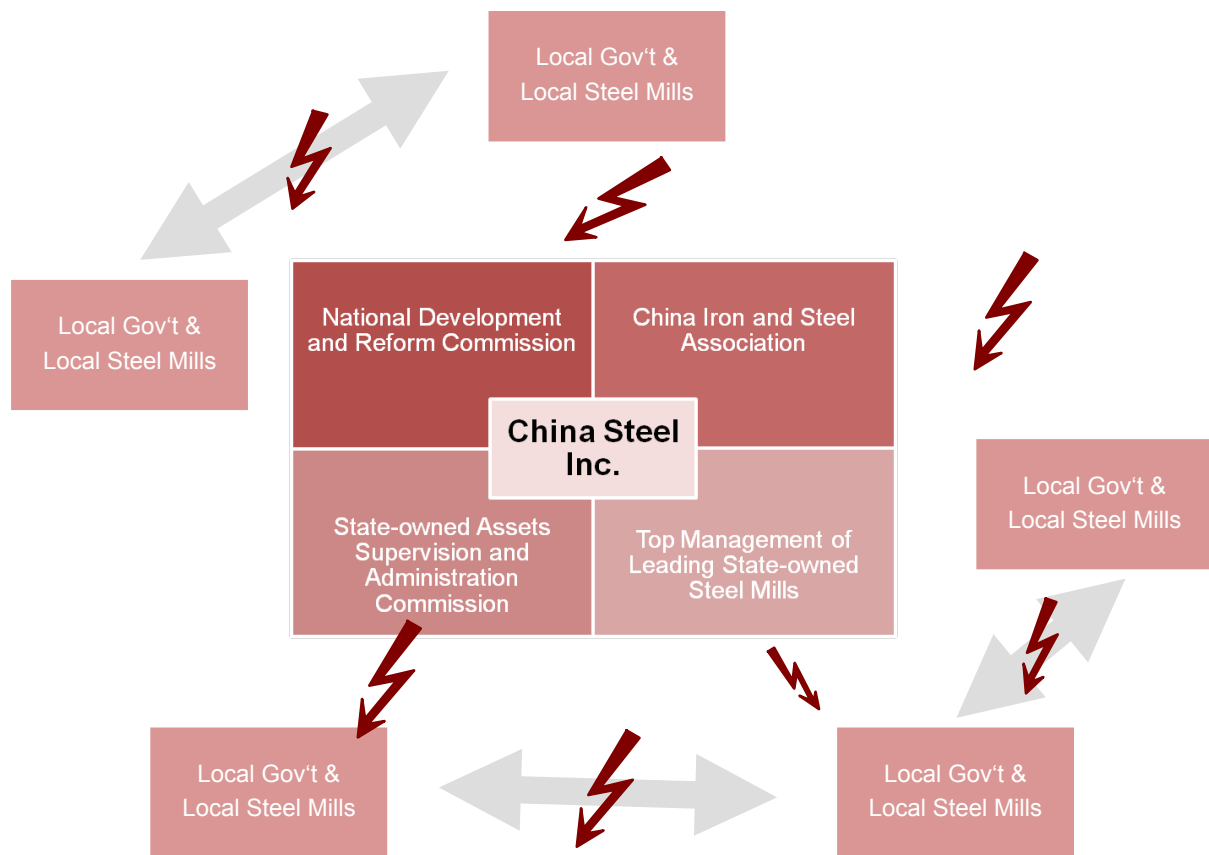 Local Gov‘t &
Local Steel Mills
Local Gov‘t &
Local Steel Mills
National Development
and Reform Commission
China Iron and Steel
Association
China Steel
Inc.
State-owned Assets
Supervision and
Administration
Commission
Top Management of
Leading State-owned
Steel Mills
Local Gov‘t &
Local Steel Mills
Local Gov‘t &
Local Steel Mills
Local Gov‘t &
Local Steel Mills